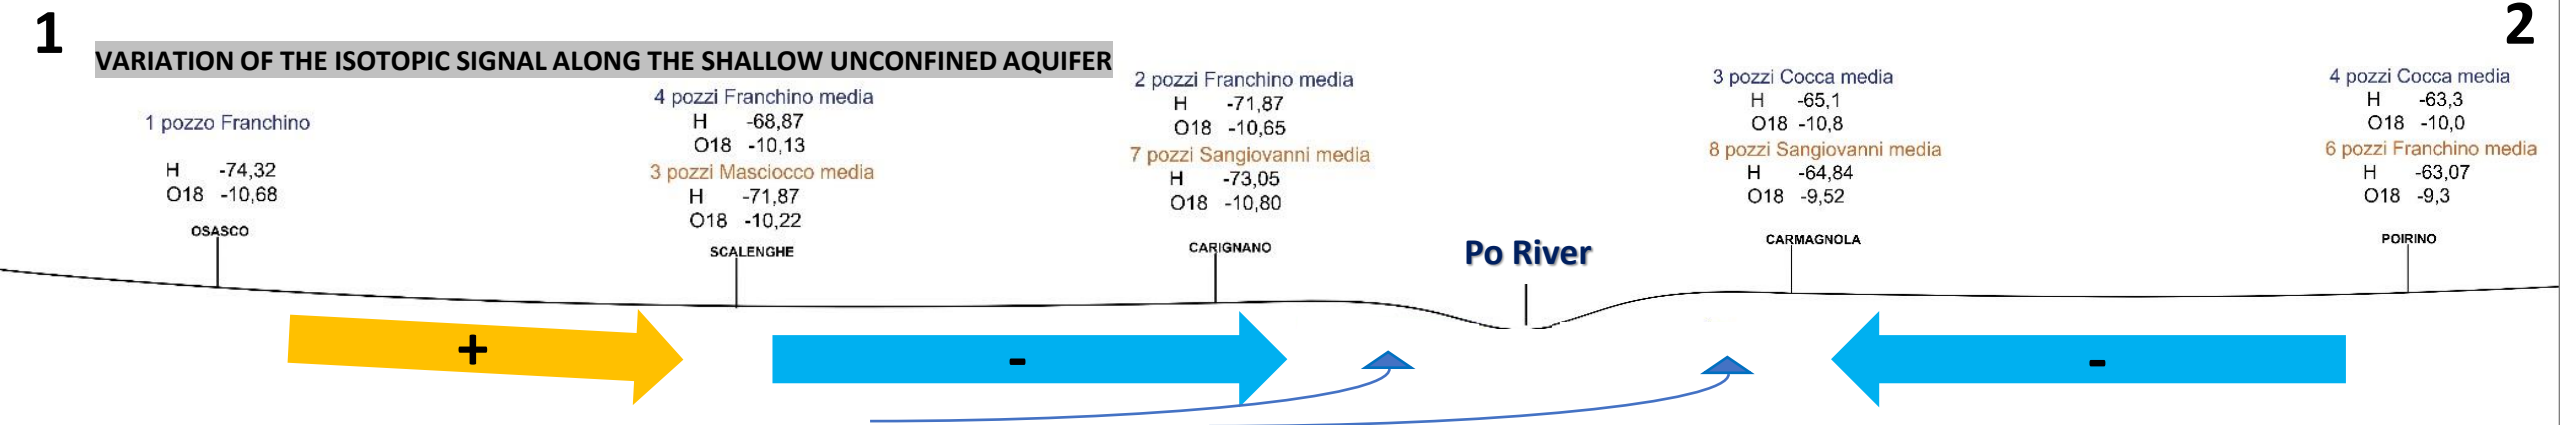 1
2
VARIATION OF THE ISOTOPIC SIGNAL ALONG THE SHALLOW UNCONFINED AQUIFER
1 pozzo Franchino
H -74,32
O18 -10,68
OSASCO
4 pozzi Franchino media
H -68,87
O18 -10,13
3 pozzi Masciocco media
H -71,87
O18 -10,22
SCALENGHE
2 pozzi Franchino media
H -71,87
O18 -10,65
7 pozzi Sangiovanni media
H -73,05
O18 -10,80
CARIGNANO
Po River
3 pozzi Cocca media
H -65,1
O18 -10,8
8 pozzi Sangiovanni media
H -64,84
O18 -9,52
CARMAGNOLA
4 pozzi Cocca media
H -63,3
O18 -10,0
6 pozzi Franchino media
H -63,07
O18 -9,3
POIRINO
+
-
-